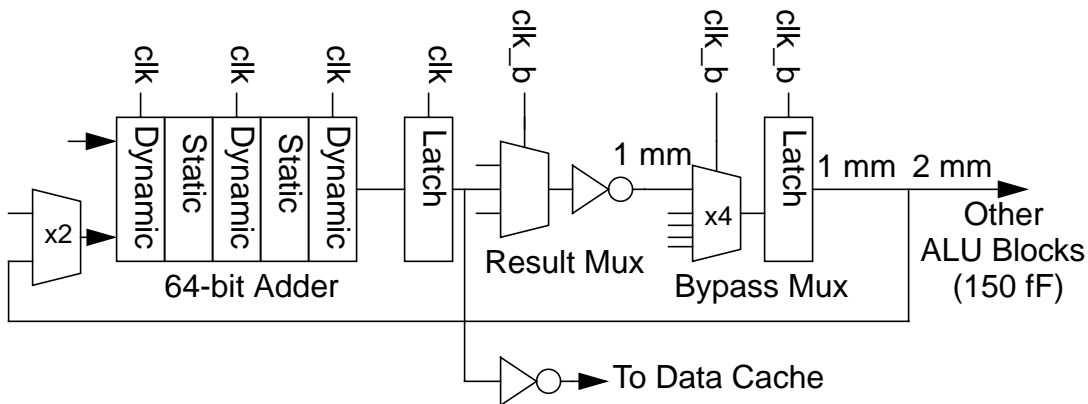 clk
clk
clk
clk
clk_b
clk_b
clk_b
Dynamic
Static
Dynamic
Static
Dynamic
Latch
Latch
1 mm
1 mm
2 mm
x2
x4
Other
ALU Blocks
(150 fF)
64-bit Adder
Result Mux
Bypass Mux
To Data Cache